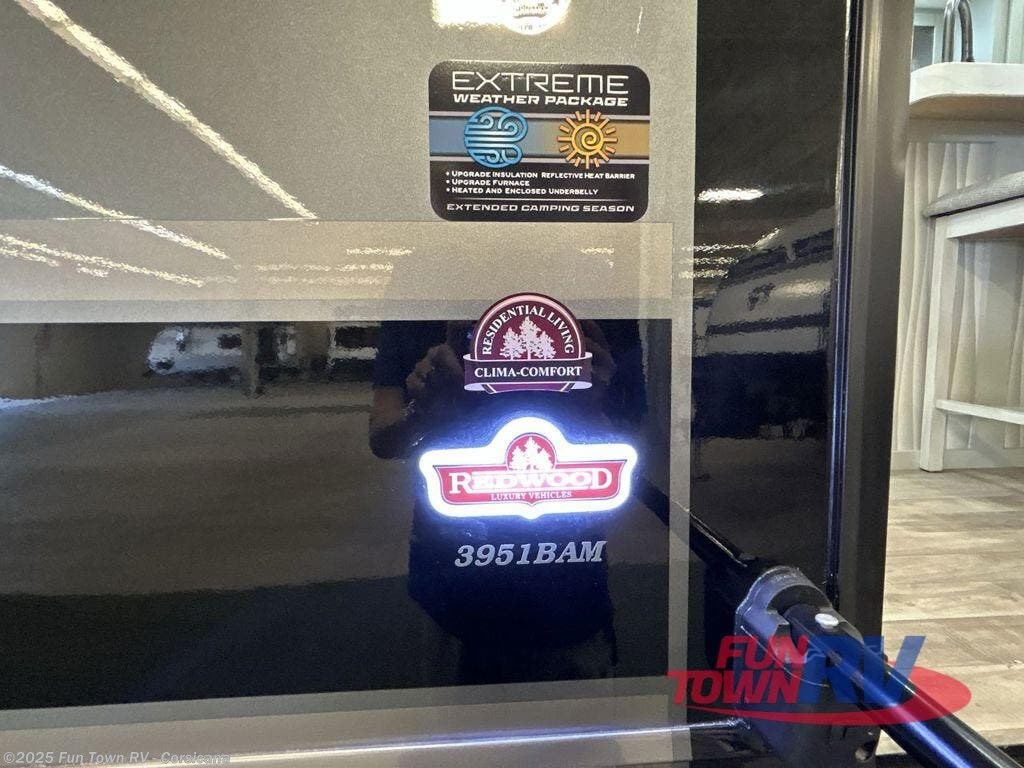 EXTREME
WEATHER PACKAGE
• UPGRADE INSULATION REFLECTIVE HEAT BARRIER
• UPGRADE FURNACE
• HEATED AND ENCLOSED UNDERBELLY
EXTENDED CAMPING SEASON
RESIDENTIAL LIVING
CLIMA-COMFORT
REDWOOD
LUXURY VEHICLES
3951BAM
FUN
TOWN RV
©2025 Fun Town RV - Corsicana